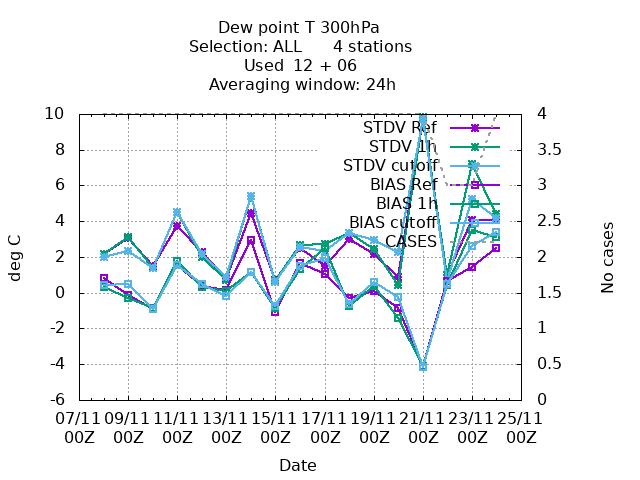 Dew point T 300hPa
Selection: ALL 4 stations
Used 12 + 06
Averaging window: 24h
10 4
STDV Ref
STDV 1h
8 3.5
STDV cutoff
6 3
BIAS Ref
BIAS 1h
4 2.5
BIAS cutoff
CASES
2 2
0 1.5
-2 1
-4 0.5
-6 0
deg C
No cases
07/11 09/11 11/11 13/11 15/11 17/11 19/11 21/11 23/11 25/11
00Z 00Z 00Z 00Z 00Z 00Z 00Z 00Z 00Z 00Z
Date